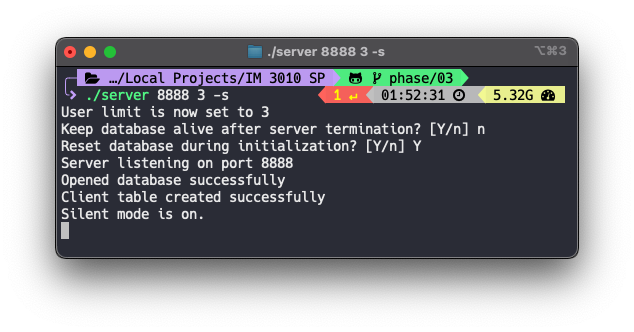 ./server 8888 3 -s
⌥⌘3
…/Local Projects/IM 3010 SP phase/03
❯ ./server 8888 3 -s 1 ↵ 01:52:31 5.32G
User limit is now set to 3
Keep database alive after server termination? [Y/n] n
Reset database during initialization? [Y/n] Y
Server listening on port 8888
Opened database successfully
Client table created successfully
Silent mode is on.